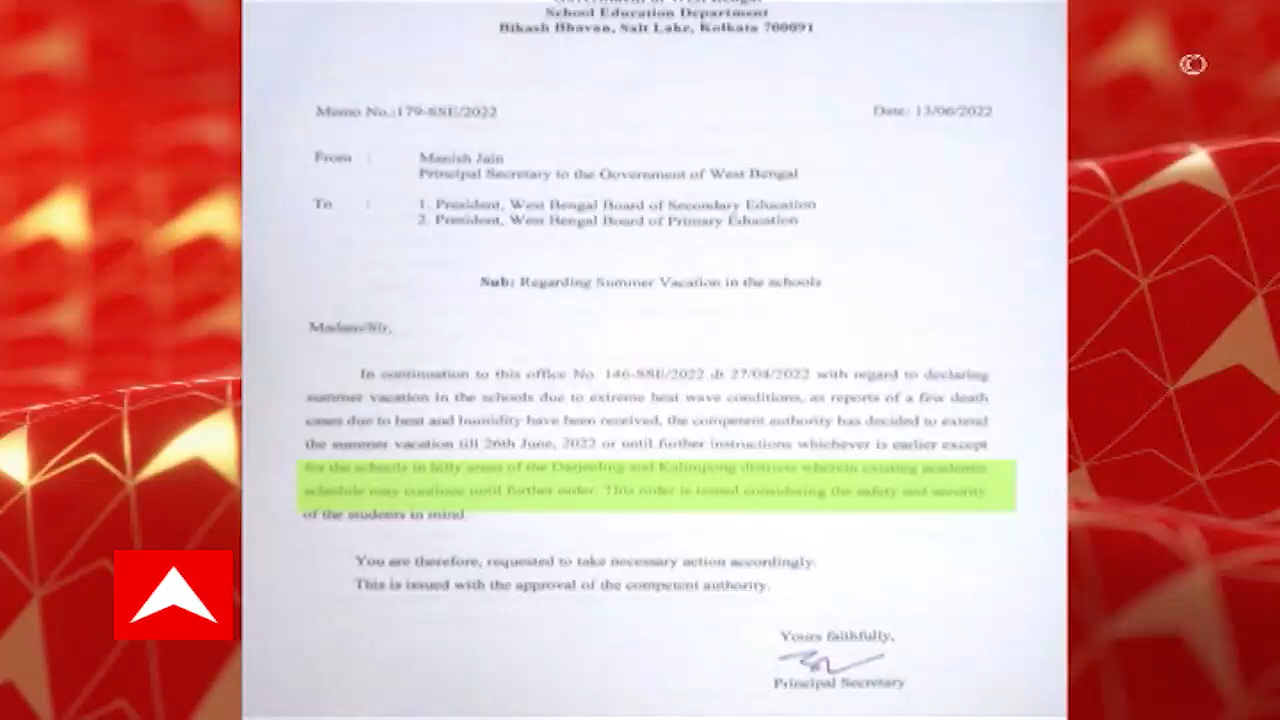 Government of West Bengal
School Education Department
Bikash Bhavan, Salt Lake, Kolkata 700091
©
Memo No.:179-SSE/2022 Date: 13/06/2022
From : Manish Jain
Principal Secretary to the Government of West Bengal
To : 1. President, West Bengal Board of Secondary Education
2. President, West Bengal Board of Primary Education
Sub: Regarding Summer Vacation in the schools
Madam/Sir,
In continuation to this office No. 146-SSE/2022 dt 27/04/2022 with regard to declaring
summer vacation in the schools due to extreme heat wave conditions, as reports of a few death
cases due to heat and humidity have been received, the competent authority has decided to extend
the summer vacation till 26th June, 2022 or until further instructions whichever is earlier except
for the schools in hilly areas of the Darjeeling and Kalimpong districts wherein existing academic
schedule may continue until further order. This order is issued considering the safety and security
of the students in mind.
You are therefore, requested to take necessary action accordingly.
This is issued with the approval of the competent authority.
Yours faithfully,
Principal Secretary